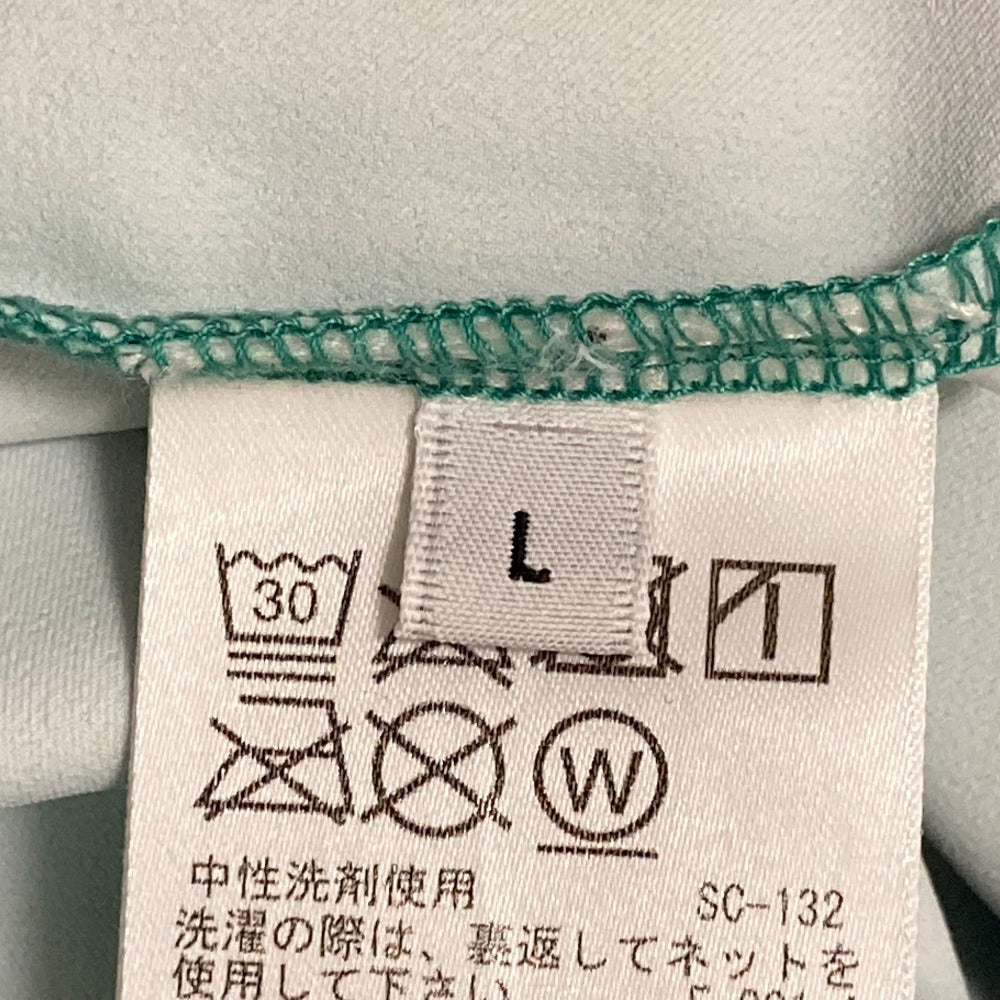 L
30
W
中性洗剤使用 SC-132
洗濯の際は、裏返してネットを
使用して下さい